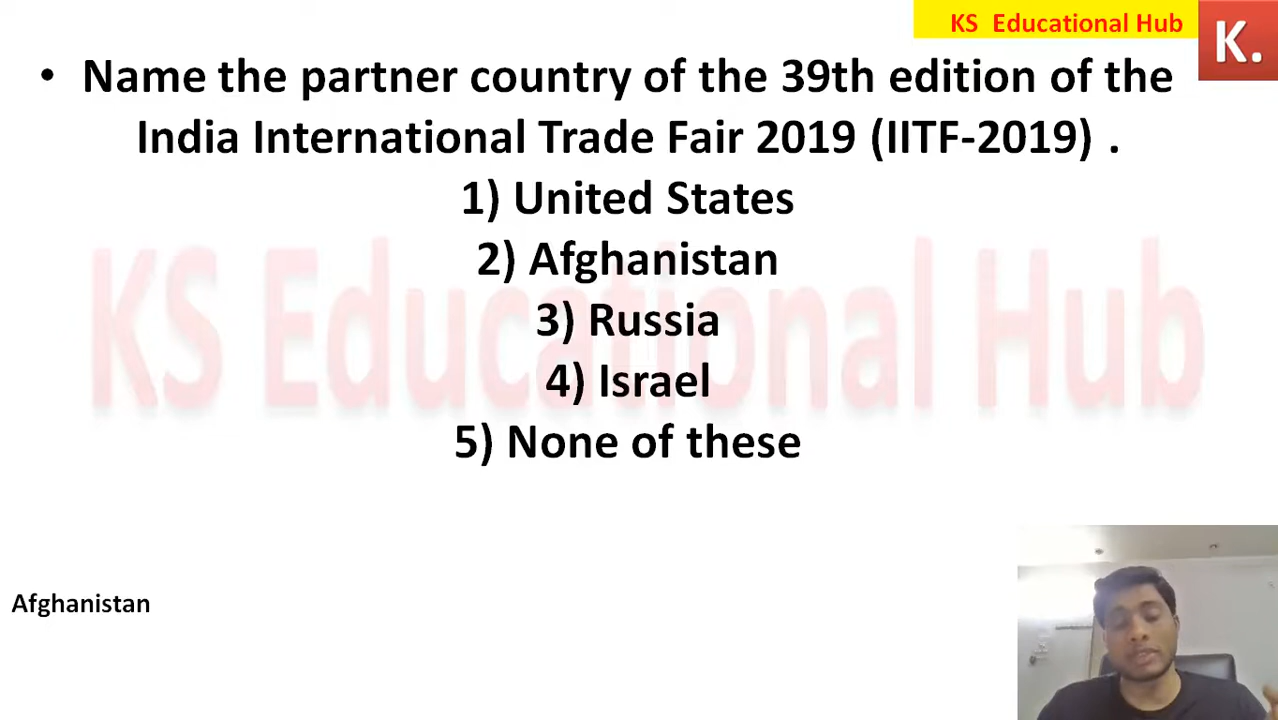 KS Educational Hub
K.
• Name the partner country of the 39th edition of the
India International Trade Fair 2019 (IITF-2019) .
1) United States
2) Afghanistan
3) Russia
4) Israel
5) None of these
KS Educational Hub
Afghanistan